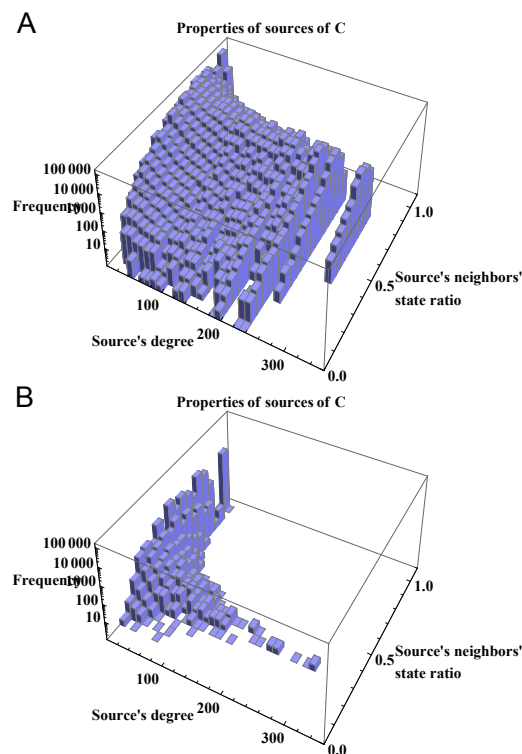 A
Properties of sources of C
100 000
10 000
Frequency
1000
100
10
1.0
0.5
Source's neighbors'
state ratio
0.0
100
200
300
Source's degree
B
Properties of sources of C
100 000
10 000
Frequency
1000
100
10
1.0
0.5
Source's neighbors'
state ratio
0.0
100
200
300
Source's degree